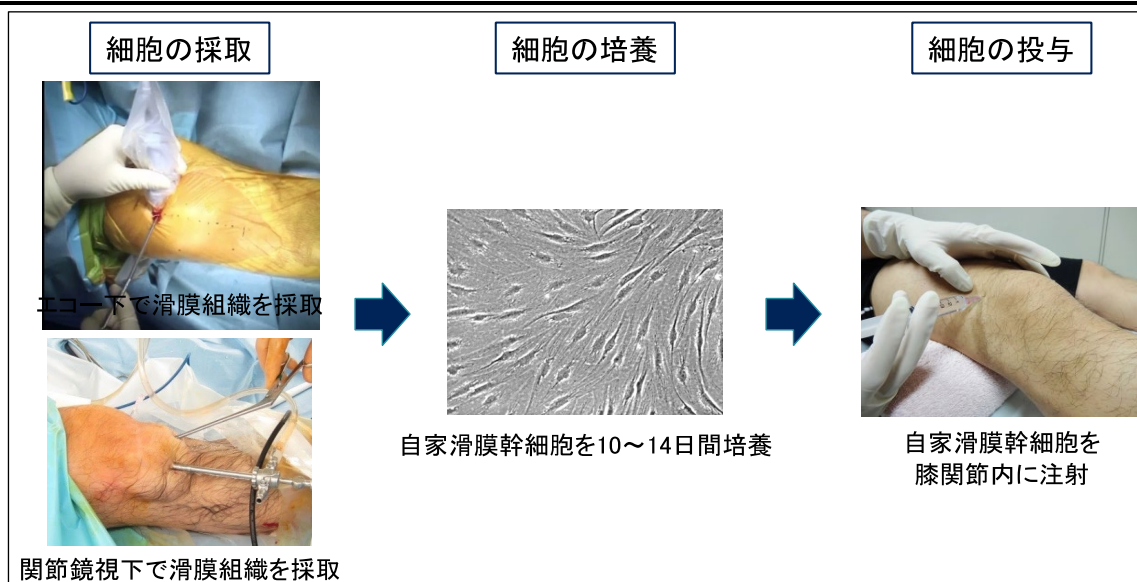 細胞の採取
細胞の培養
細胞の投与
エコー下で滑膜組織を採取
関節鏡視下で滑膜組織を採取
自家滑膜幹細胞を10～14日間培養
自家滑膜幹細胞を
膝関節内に注射